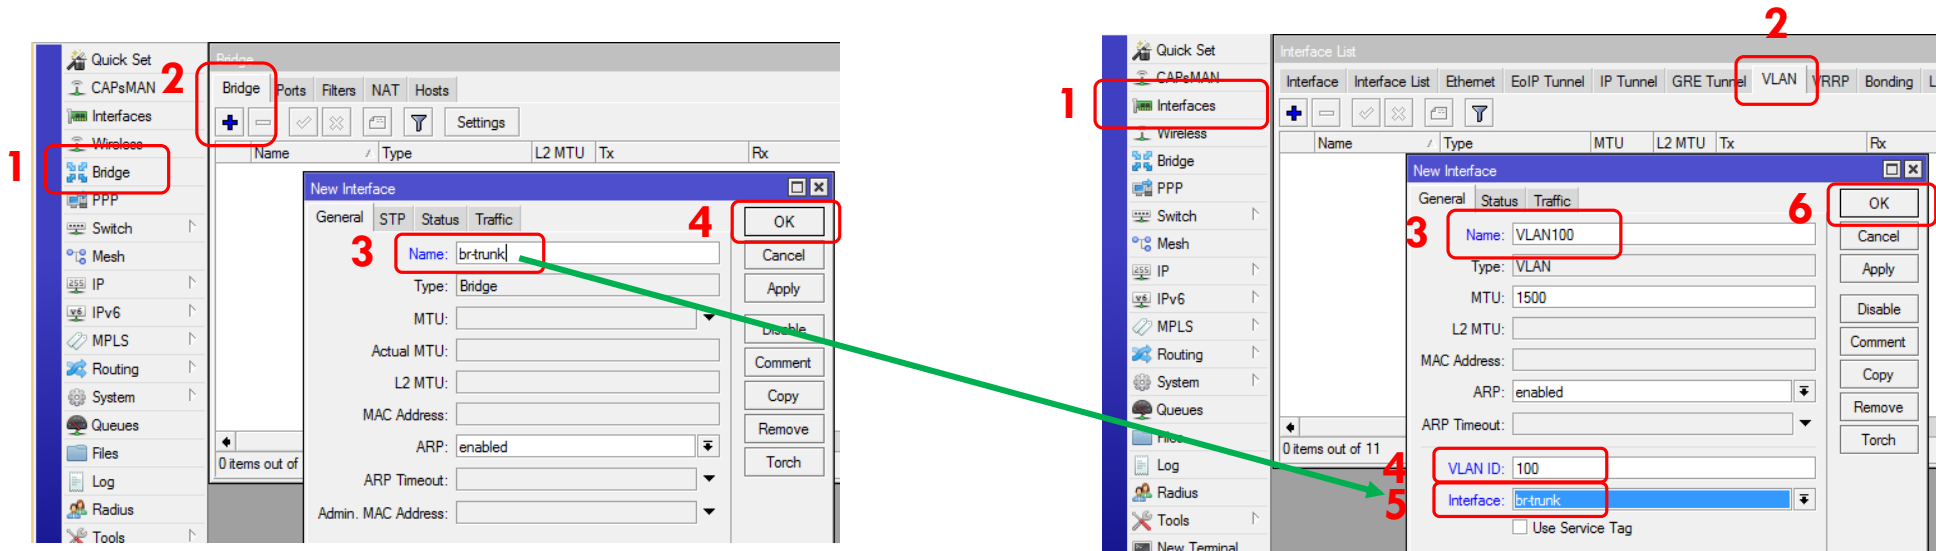 Quick Set
CAPsMAN
Interfaces
Wireless
Bridge
PPP
Switch
Mesh
IP
IPv6
MPLS
Routing
System
Queues
Files
Log
Radius
Tools
1
2
Bridge
Bridge Ports Filters NAT Hosts
Settings
Name Type L2 MTU Tx Rx
0 items out of
New Interface
General STP Status Traffic
3
Name: br-trunk
Type: Bridge
MTU:
Actual MTU:
L2 MTU:
MAC Address:
ARP: enabled
ARP Timeout:
Admin. MAC Address:
4
OK
Cancel
Apply
Disable
Comment
Copy
Remove
Torch
Quick Set
CAPsMAN
Interfaces
Wireless
Bridge
PPP
Switch
Mesh
IP
IPv6
MPLS
Routing
System
Queues
Files
Log
Radius
Tools
New Terminal
1
2
Interface List
Interface Interface List Ethernet EoIP Tunnel IP Tunnel GRE Tunnel VLAN VRRP Bonding L
Name Type MTU L2 MTU Tx Rx
0 items out of 11
New Interface
General Status Traffic
3
Name: VLAN100
Type: VLAN
MTU: 1500
L2 MTU:
MAC Address:
ARP: enabled
ARP Timeout:
4
VLAN ID: 100
5
Interface: br-trunk
Use Service Tag
6
OK
Cancel
Apply
Disable
Comment
Copy
Remove
Torch